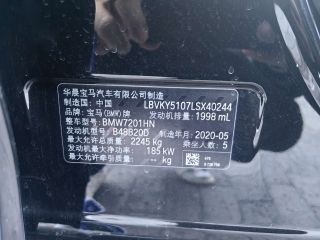 华晨宝马汽车有限公司制造
制造国：中国 LBVKY5107LSX40244
品牌：宝马(BMW)牌 发动机排量：1998 mL
整车型号：BMW7201HN
发动机型号：B48B20D 制造年月：2020-05
最大允许总质量：2245 kg 乘坐人数：5
发动机最大净功率：185 kW
最大允许牵引质量：-- kg